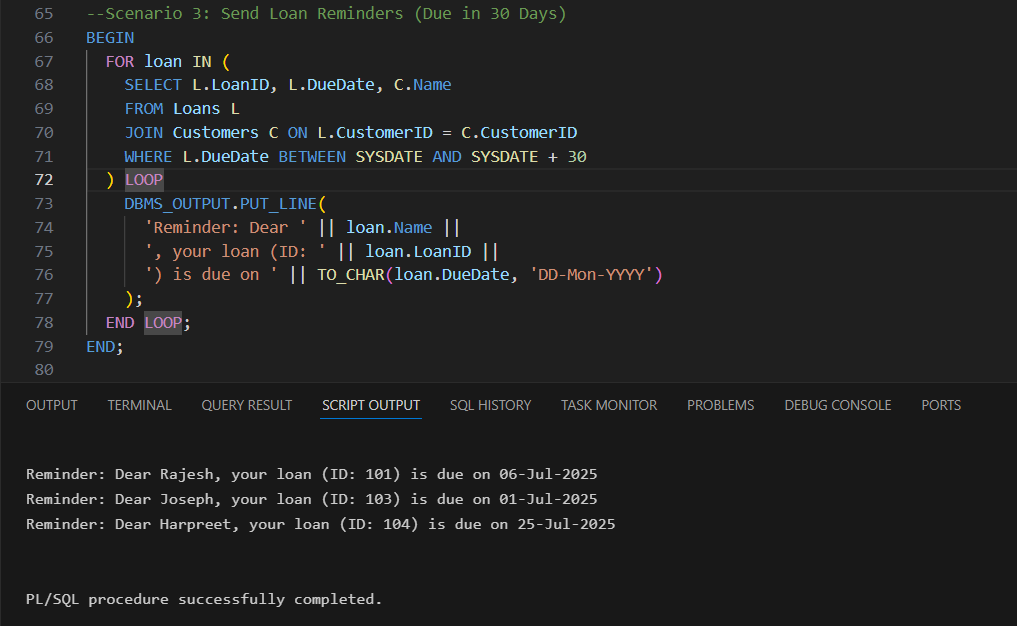 65 --Scenario 3: Send Loan Reminders (Due in 30 Days)
66 BEGIN
67   FOR loan IN (
68     SELECT L.LoanID, L.DueDate, C.Name
69     FROM Loans L
70     JOIN Customers C ON L.CustomerID = C.CustomerID
71     WHERE L.DueDate BETWEEN SYSDATE AND SYSDATE + 30
72   ) LOOP
73     DBMS_OUTPUT.PUT_LINE(
74       'Reminder: Dear ' || loan.Name ||
75       ', your loan (ID: ' || loan.LoanID ||
76       ') is due on ' || TO_CHAR(loan.DueDate, 'DD-Mon-YYYY')
77     );
78   END LOOP;
79 END;
80
OUTPUT TERMINAL QUERY RESULT SCRIPT OUTPUT SQL HISTORY TASK MONITOR PROBLEMS DEBUG CONSOLE PORTS
Reminder: Dear Rajesh, your loan (ID: 101) is due on 06-Jul-2025
Reminder: Dear Joseph, your loan (ID: 103) is due on 01-Jul-2025
Reminder: Dear Harpreet, your loan (ID: 104) is due on 25-Jul-2025
PL/SQL procedure successfully completed.